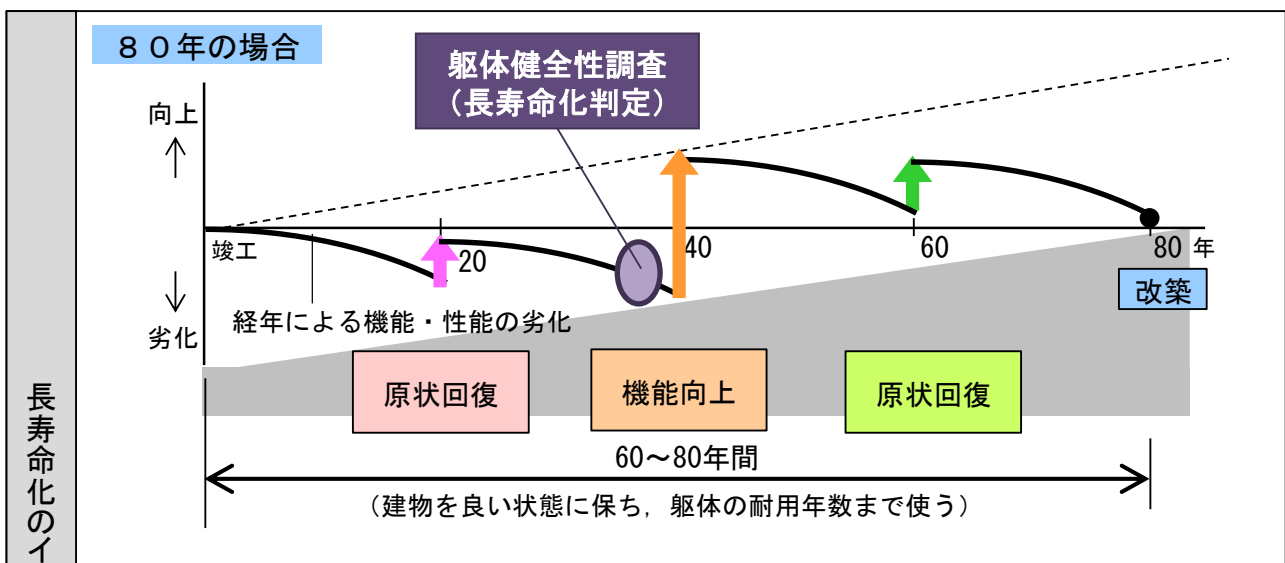 ８０年の場合
躯体健全性調査
（長寿命化判定）
向上
竣工
20
40
60
80 年
改築
経年による機能・性能の劣化
劣化
原状回復
機能向上
原状回復
60～80年間
（建物を良い状態に保ち，躯体の耐用年数まで使う）
長寿命化のイ